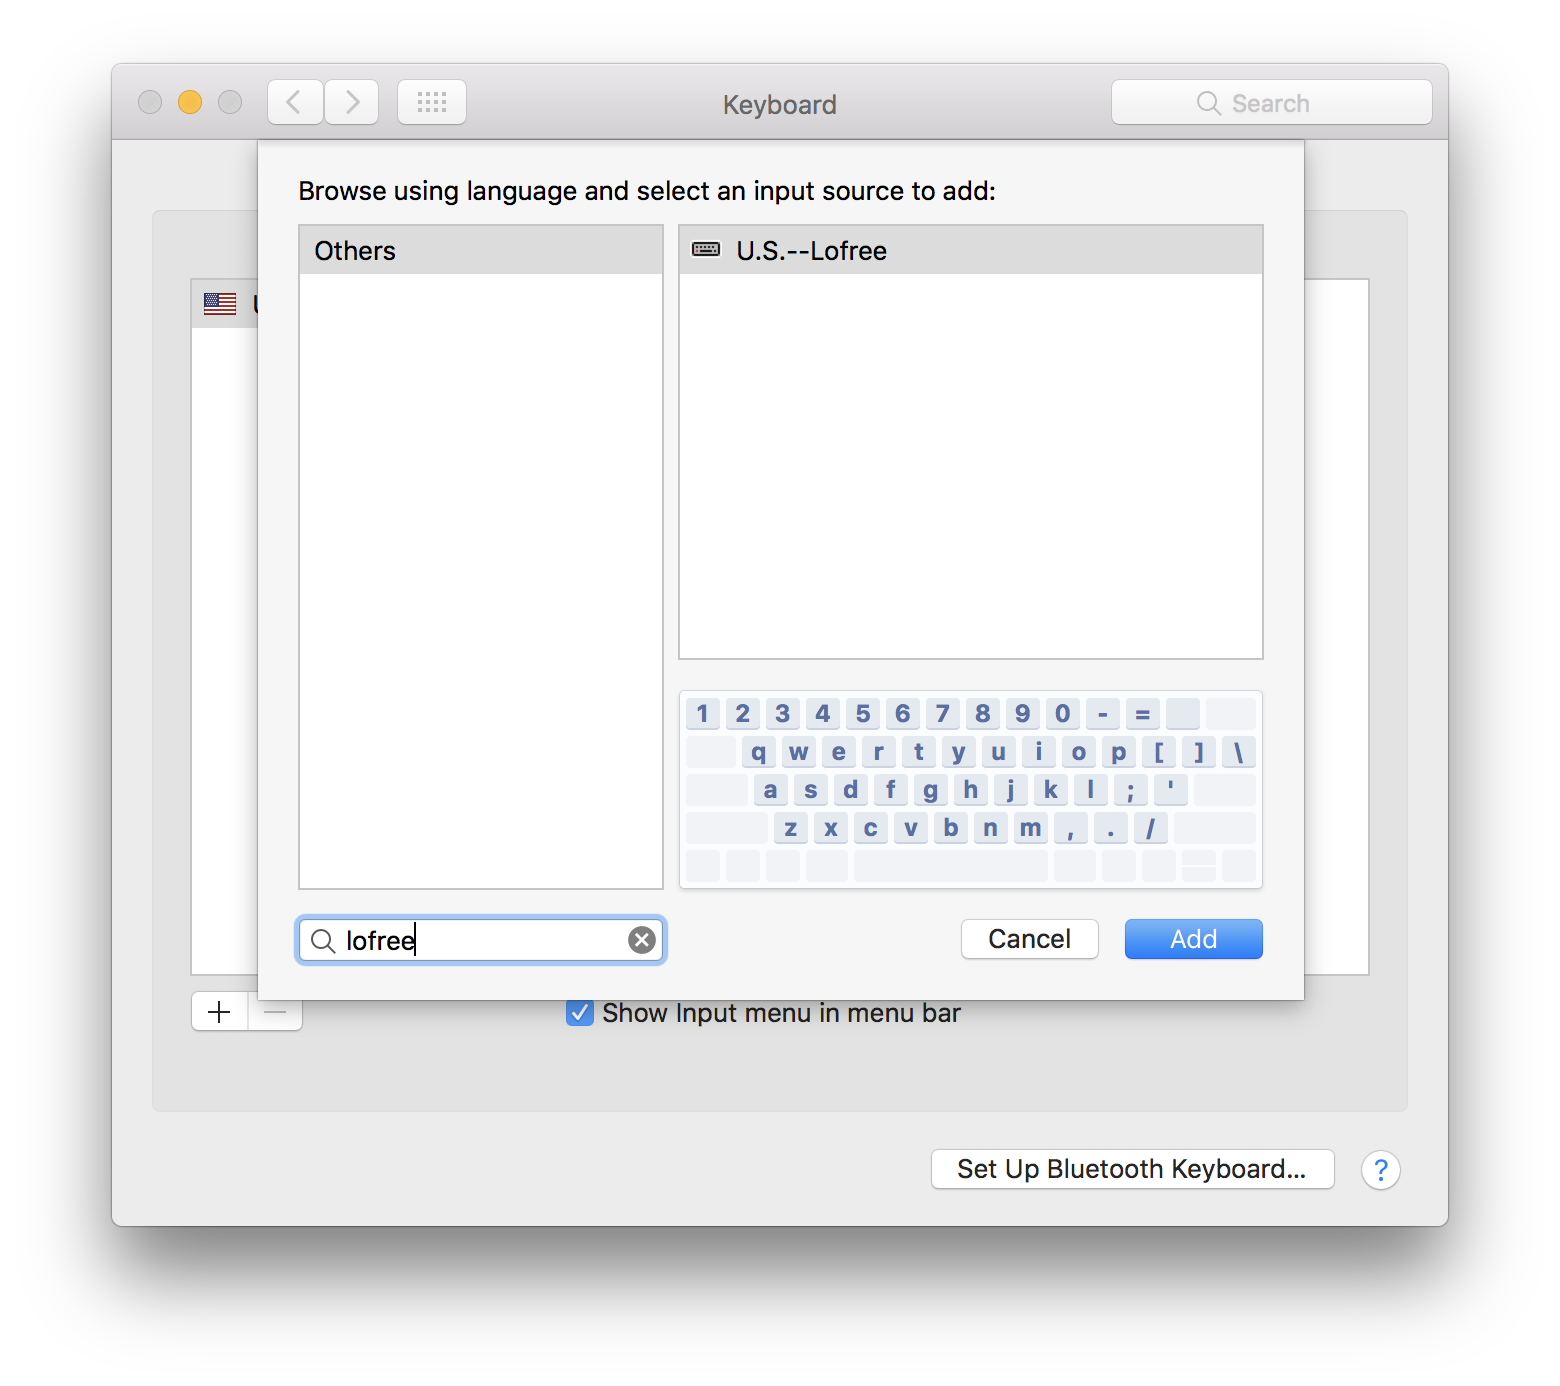 Keyboard
Search
Browse using language and select an input source to add:
Others
U.S.--Lofree
1 2 3 4 5 6 7 8 9 0 - =
q w e r t y u i o p [ ] \
a s d f g h j k l ; '
z x c v b n m , . /
lofree
Cancel
Add
Show Input menu in menu bar
Set Up Bluetooth Keyboard...
?